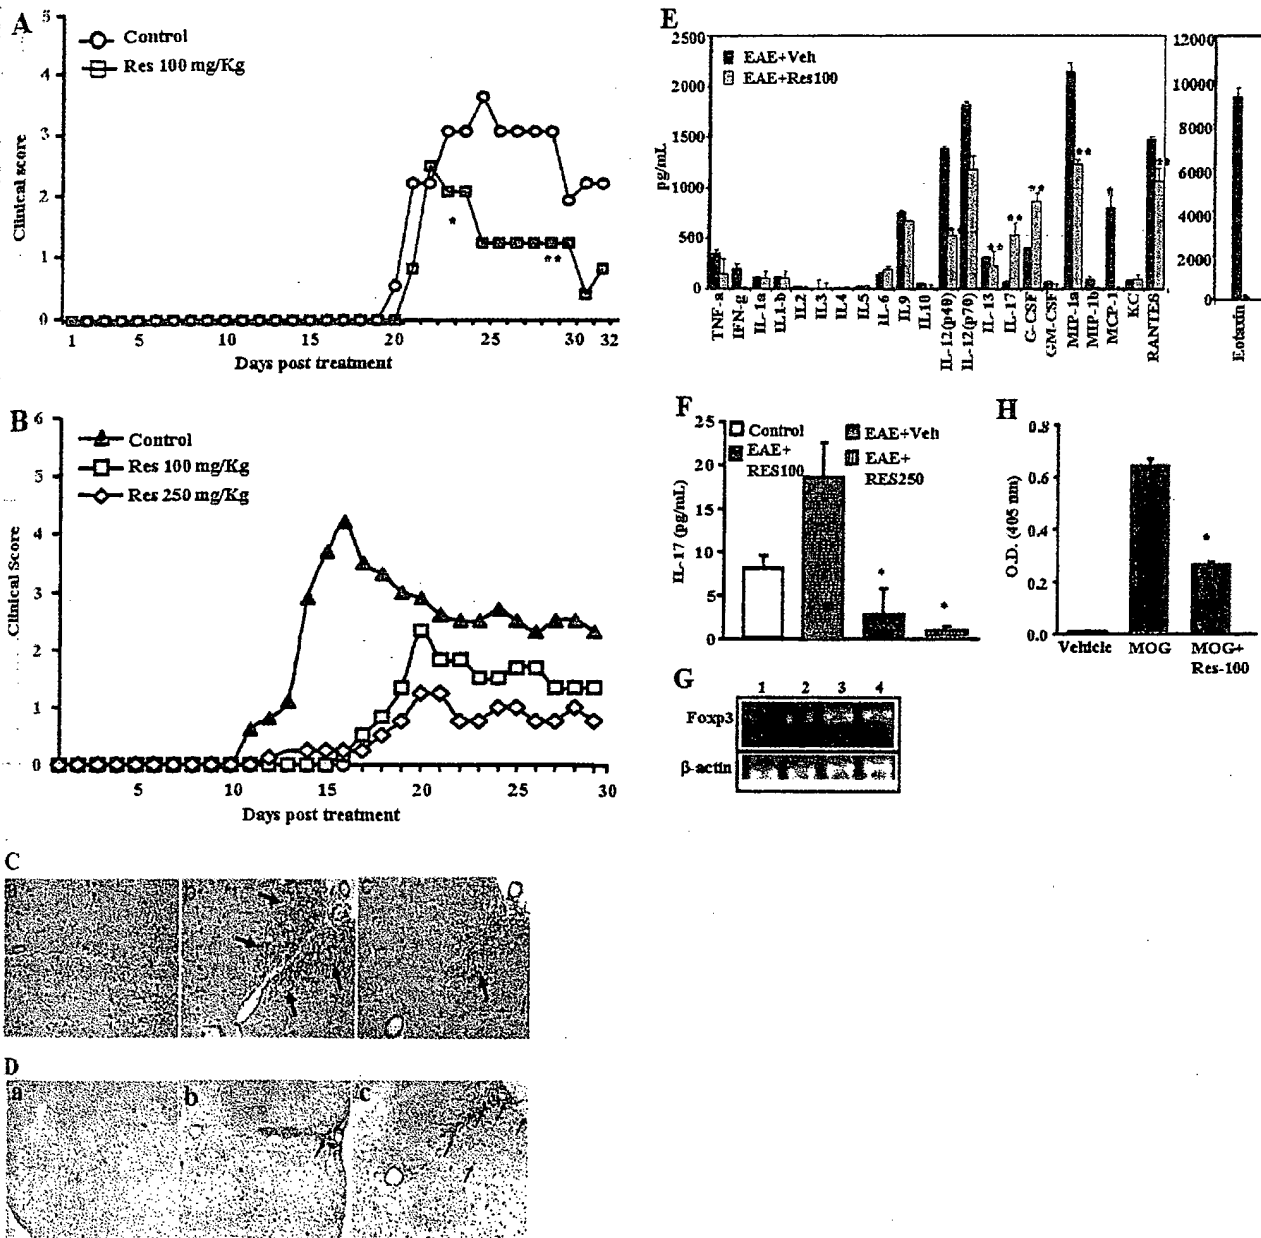 A
5
4
3
2
1
0
Clinical score
Control
Res 100 mg/Kg
1 5 10 15 20 25 30 32
Days post treatment
B
6
5
4
3
2
1
0
Clinical Score
Control
Res 100 mg/Kg
Res 250 mg/Kg
5 10 15 20 25 30
Days post treatment
*
**
C
b
c
D
a b c
E
2500
2000
1500
1000
500
0
pg/mL
EAE+Veh
EAE+Res100
** ** ** ** * **
TNF-a IFN-g IL-1a IL1-b IL2 IL3 IL4 IL5 IL-6 IL9 IL10 IL-12(p40) IL-12(p70) IL-13 IL-17 G-CSF GM-CSF MIP-1a MIP-1b MCP-1 KC RANTES
12000
10000
8000
6000
4000
2000
0
Eotaxin
F
25
20
15
10
5
0
IL-17 (pg/mL)
Control
EAE+Veh
EAE+
RES100
EAE+
RES250
* *
G
1 2 3 4
Foxp3
β-actin
H
0.8
0.6
0.4
0.2
0.0
O.D. (405 nm)
*
Vehicle MOG MOG+
Res-100